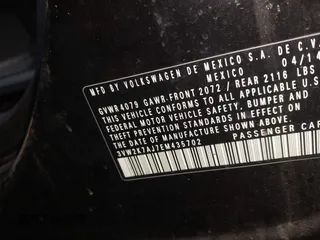 MFD BY VOLKSWAGEN DE MEXICO S.A. DE C.V.
MEXICO 04/14
GVWR4079 GAWR-FRONT 2072 / REAR 2116 LBS
THIS VEHICLE CONFORMS TO ALL APPLICABLE
FEDERAL MOTOR VEHICLE SAFETY, BUMPER AND
THEFT PREVENTION STANDARDS IN EFFECT ON
THE DATE OF MANUFACTURE SHOWN ABOVE.
3VW2K7AJ7EM435702 PASSENGER CAR